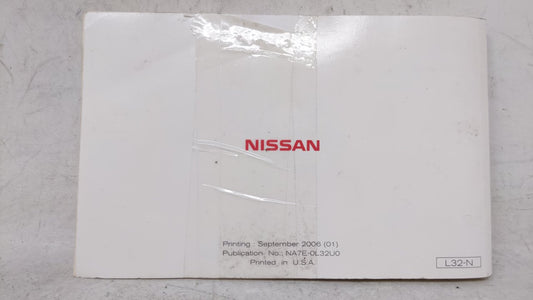 NISSAN
Printing : September 2006 (01)
Publication No.: NA7E-0L32U0
Printed in U.S.A.
L32-N